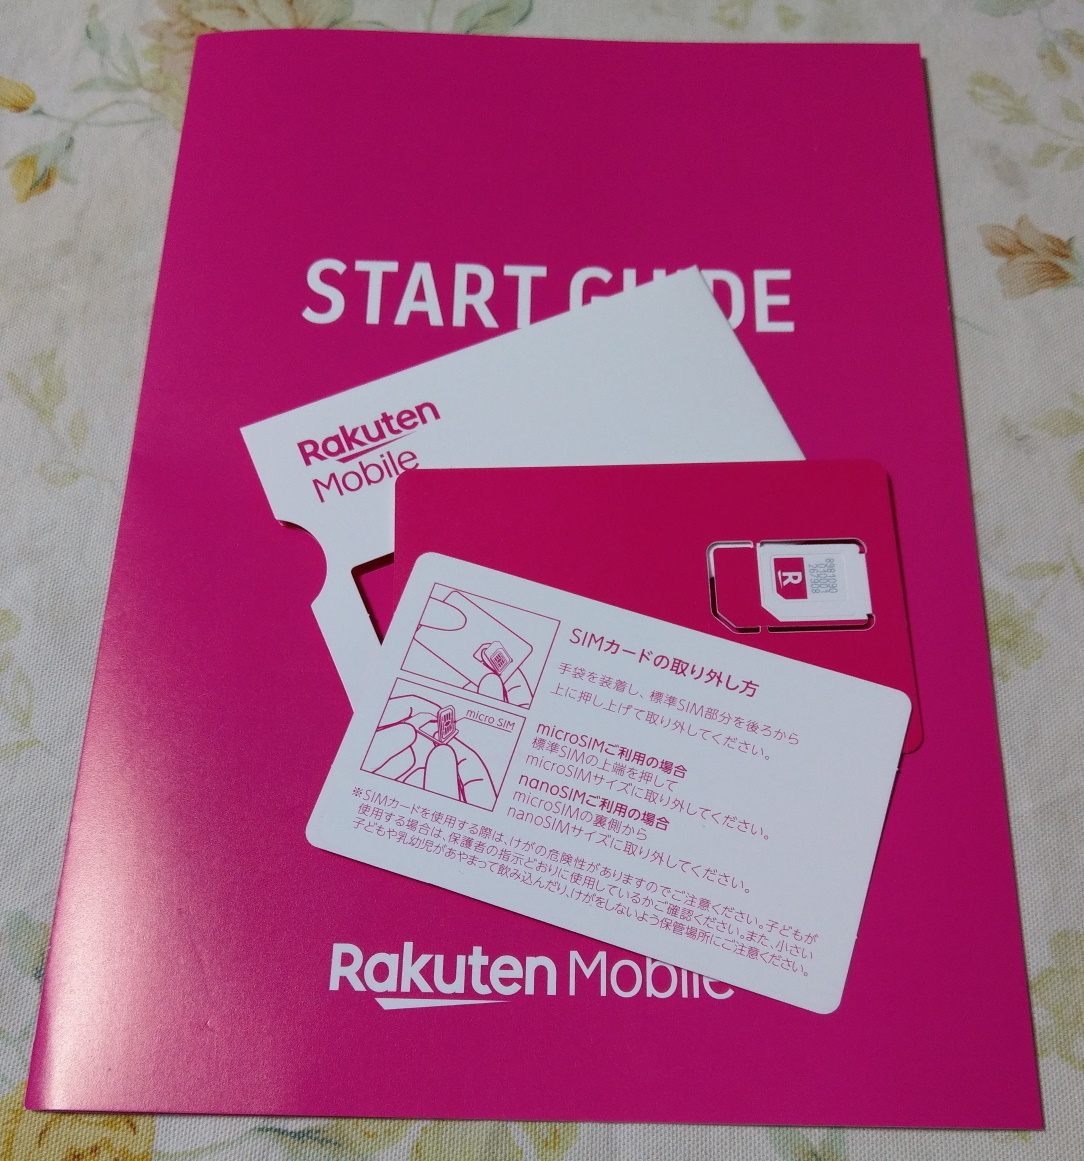 START GUIDE
Rakuten
Mobile
R
SIMカードの取り外し方
手袋を装着し、標準SIM部分を後ろから
上に押し上げて取り外してください。
micro SIM
microSIMご利用の場合
標準SIMの上端を押して
microSIMサイズに取り外してください。
nanoSIMご利用の場合
microSIMの裏側から
nanoSIMサイズに取り外してください。
※SIMカードを使用する際は、けがの危険性がありますのでご注意ください。子どもが
使用する場合は、保護者の指示どおりに使用しているかご確認ください。また、小さい
子どもや乳幼児があやまって飲み込んだり、けがをしないよう保管場所にご注意ください。
Rakuten Mobile